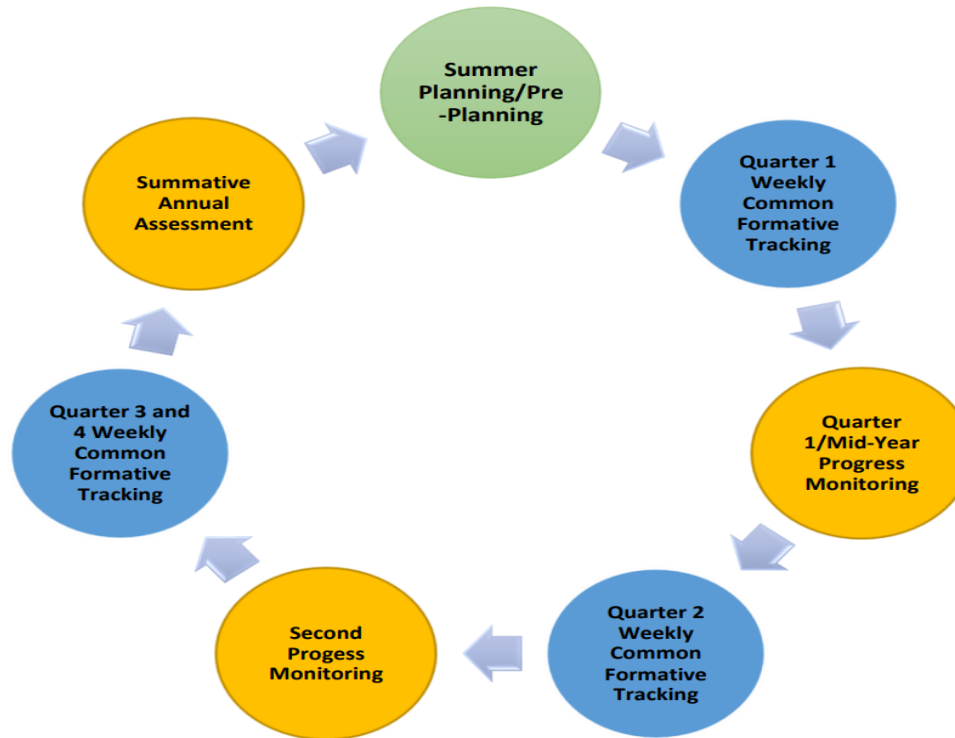 Summer
Planning/Pre
-Planning
Quarter 1
Weekly
Common
Formative
Tracking
Quarter
1/Mid-Year
Progress
Monitoring
Quarter 2
Weekly
Common
Formative
Tracking
Second
Progess
Monitoring
Quarter 3 and
4 Weekly
Common
Formative
Tracking
Summative
Annual
Assessment